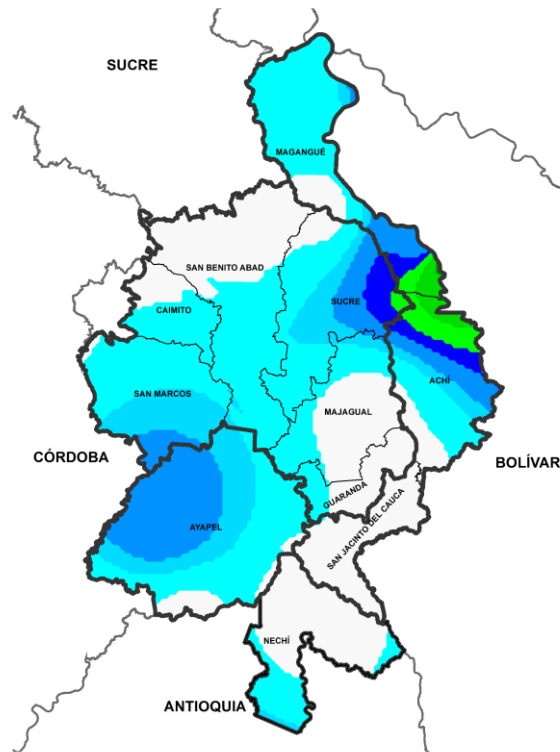 SUCRE
MAGANGUÉ
SAN BENITO ABAD
SUCRE
CAIMITO
ACHÍ
SAN MARCOS
MAJAGUAL
CÓRDOBA
BOLÍVAR
GUARANDA
AYAPEL
SAN JACINTO DEL CAUCA
NECHÍ
ANTIOQUIA